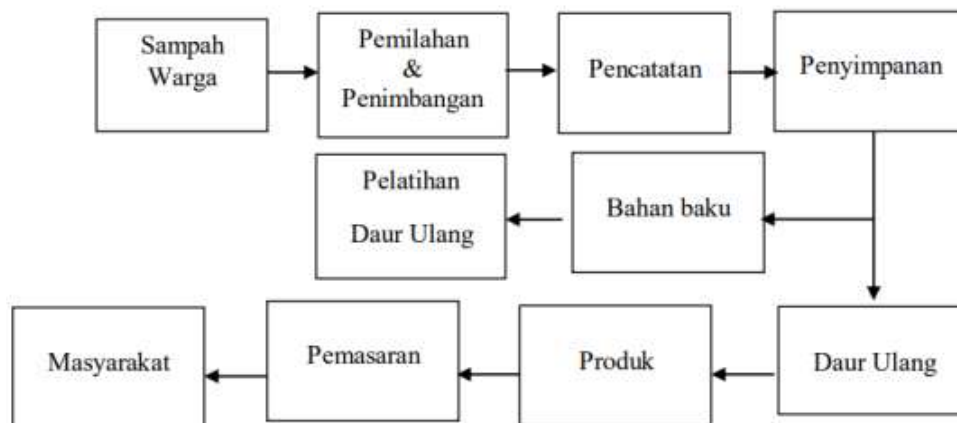 Sampah
Warga
Pemilahan
&
Penimbangan
Pencatatan
Penyimpanan
Pelatihan
Daur Ulang
Bahan baku
Masyarakat
Pemasaran
Produk
Daur Ulang